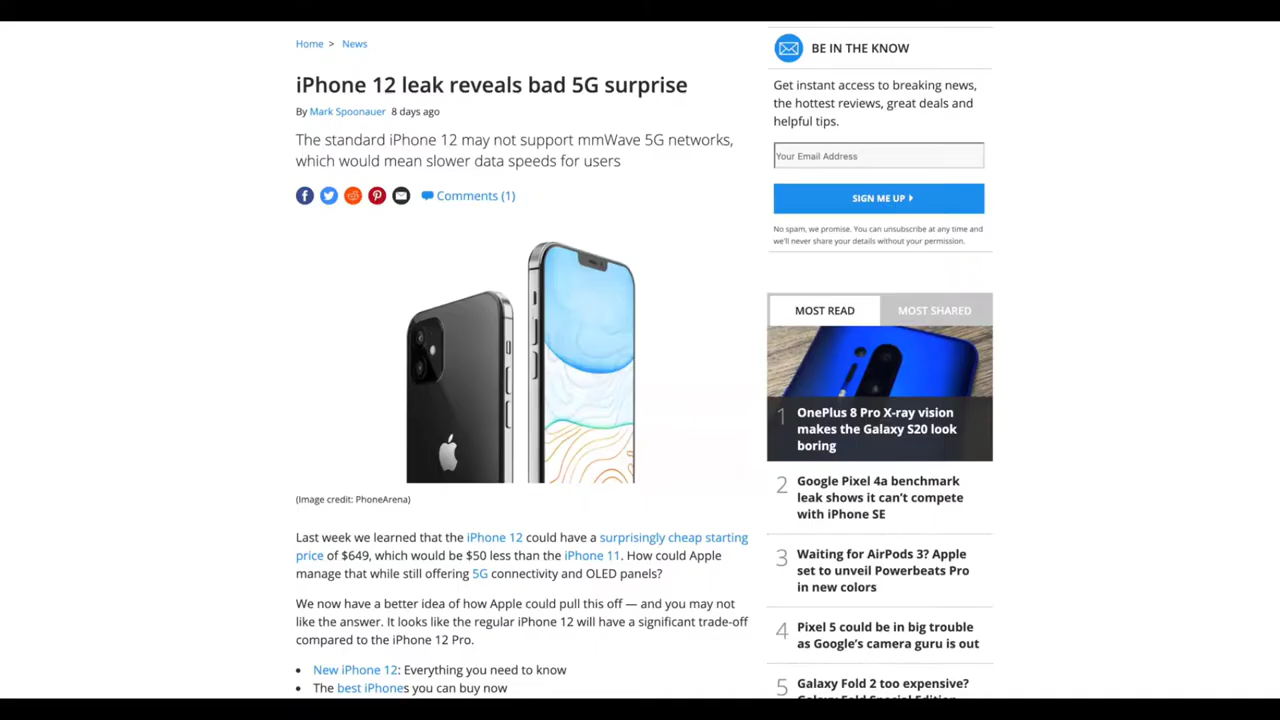 Home > News
iPhone 12 leak reveals bad 5G surprise
By Mark Spoonauer 8 days ago
The standard iPhone 12 may not support mmWave 5G networks,
which would mean slower data speeds for users
Comments (1)
(Image credit: PhoneArena)
Last week we learned that the iPhone 12 could have a surprisingly cheap starting
price of $649, which would be $50 less than the iPhone 11. How could Apple
manage that while still offering 5G connectivity and OLED panels?
We now have a better idea of how Apple could pull this off — and you may not
like the answer. It looks like the regular iPhone 12 will have a significant trade-off
compared to the iPhone 12 Pro.
• New iPhone 12: Everything you need to know
• The best iPhones you can buy now
BE IN THE KNOW
Get instant access to breaking news,
the hottest reviews, great deals and
helpful tips.
Your Email Address
SIGN ME UP
No spam, we promise. You can unsubscribe at any time and
we'll never share your details without your permission.
MOST READ MOST SHARED
1 OnePlus 8 Pro X-ray vision
makes the Galaxy S20 look
boring
2 Google Pixel 4a benchmark
leak shows it can't compete
with iPhone SE
3 Waiting for AirPods 3? Apple
set to unveil Powerbeats Pro
in new colors
4 Pixel 5 could be in big trouble
as Google's camera guru is out
5 Galaxy Fold 2 too expensive?
Galaxy Fold Special Edition